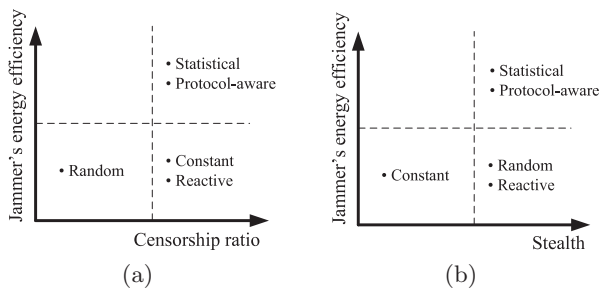 Jammer's energy efficiency
• Statistical
• Protocol-aware
• Random
• Constant
• Reactive
Censorship ratio
(a)
Jammer's energy efficiency
• Statistical
• Protocol-aware
• Constant
• Random
• Reactive
Stealth
(b)